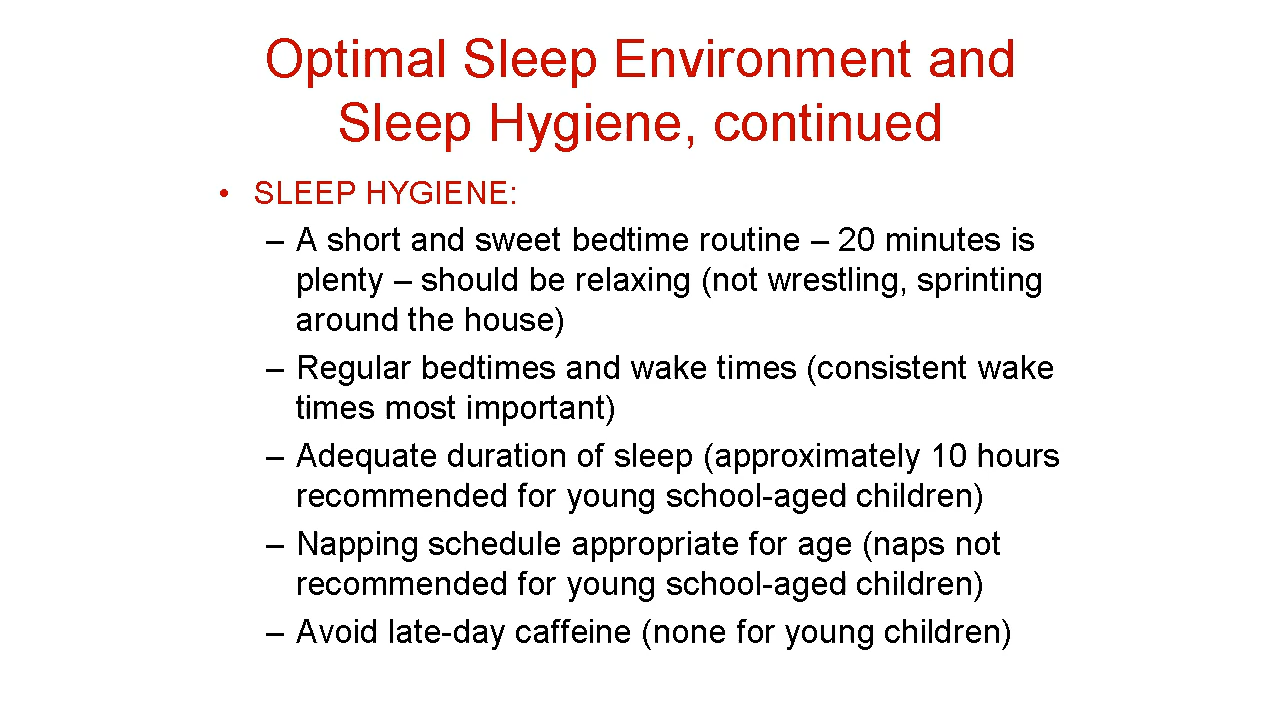 Optimal Sleep Environment and
Sleep Hygiene, continued
• SLEEP HYGIENE:
– A short and sweet bedtime routine – 20 minutes is
plenty – should be relaxing (not wrestling, sprinting
around the house)
– Regular bedtimes and wake times (consistent wake
times most important)
– Adequate duration of sleep (approximately 10 hours
recommended for young school-aged children)
– Napping schedule appropriate for age (naps not
recommended for young school-aged children)
– Avoid late-day caffeine (none for young children)